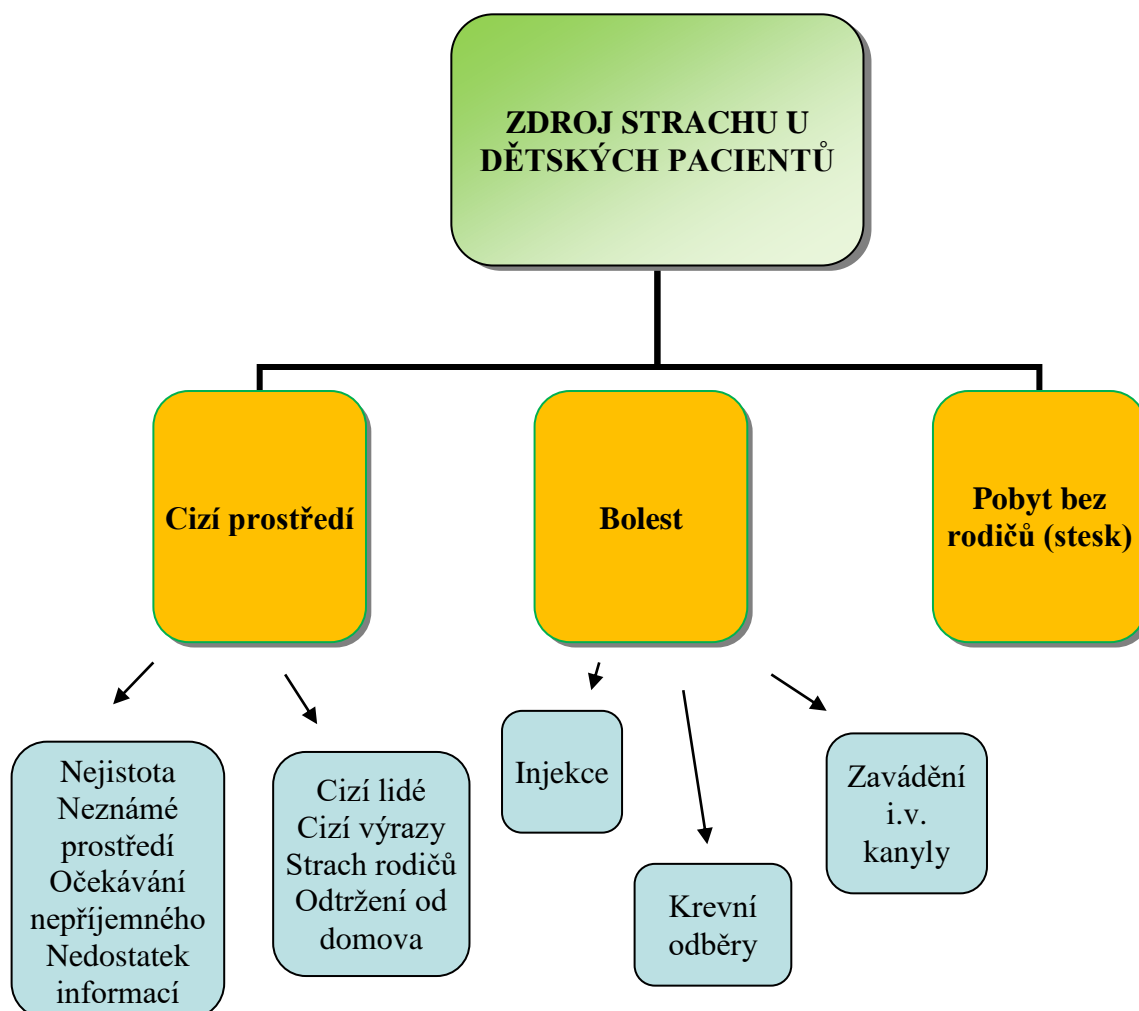 ZDROJ STRACHU U
DĚTSKÝCH PACIENTŮ
Cizí prostředí
Bolest
Pobyt bez
rodičů (stesk)
Nejistota
Neznámé
prostředí
Očekávání
nepříjemného
Nedostatek
informací
Cizí lidé
Cizí výrazy
Strach rodičů
Odtržení od
domova
Injekce
Krevní
odběry
Zavádění
i.v.
kanyly